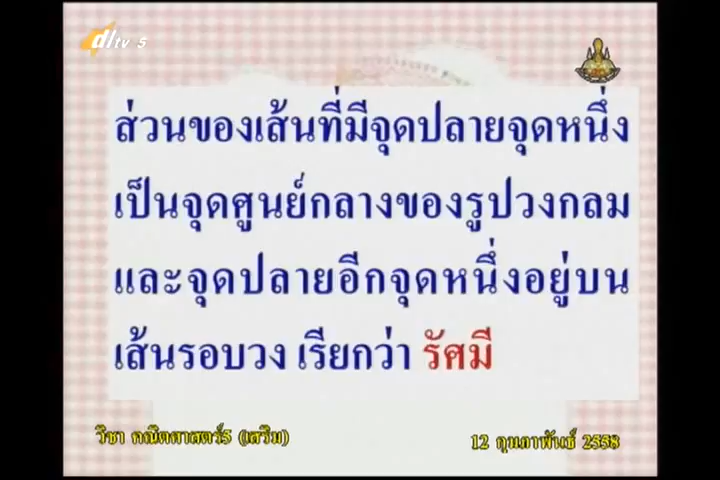 dltv 5
ส่วนของเส้นที่มีจุดปลายจุดหนึ่ง
เป็นจุดศูนย์กลางของรูปวงกลม
และจุดปลายอีกจุดหนึ่งอยู่บน
เส้นรอบวง เรียกว่า รัศมี
วิชา คณิตศาสตร์5 (เสริม)
12 กุมภาพันธ์ 2558